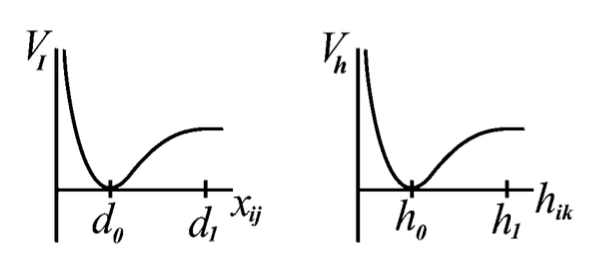 V_I
d_0
d_1
x_ij
V_h
h_0
h_1
h_ik